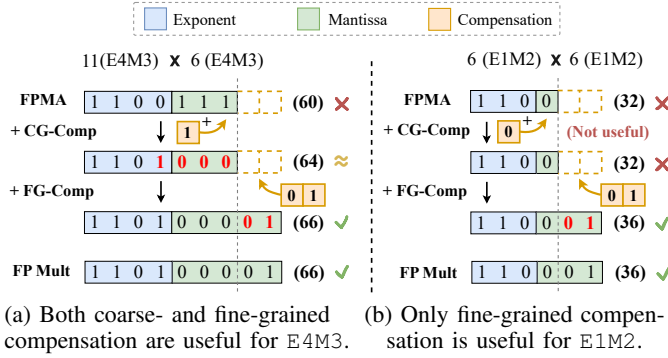 Exponent Mantissa Compensation
11(E4M3) x 6 (E4M3)
FPMA 1 1 0 0 1 1 1 (60)
+ CG-Comp 1 +
1 1 0 1 0 0 0 (64) ≈
+ FG-Comp 0 1
1 1 0 1 0 0 0 0 1 (66)
FP Mult 1 1 0 1 0 0 0 0 1 (66)
(a) Both coarse- and fine-grained
compensation are useful for E4M3.
6 (E1M2) x 6 (E1M2)
FPMA 1 1 0 0 (32)
+ CG-Comp 0 + (Not useful)
1 1 0 0 (32)
+ FG-Comp 0 1
1 1 0 0 0 1 (36)
FP Mult 1 1 0 0 0 1 (36)
(b) Only fine-grained compen-
sation is useful for E1M2.